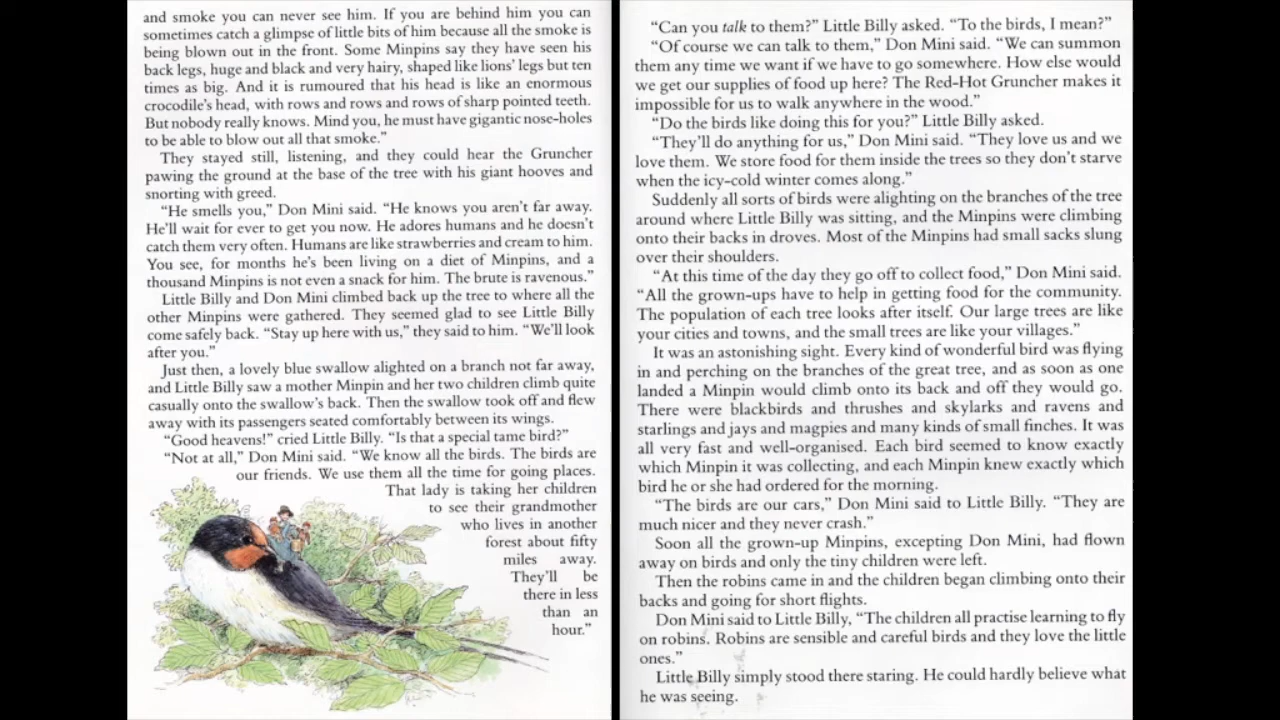 and smoke you can never see him. If you are behind him you can
sometimes catch a glimpse of little bits of him because all the smoke is
being blown out in the front. Some Minpins say they have seen his
back legs, huge and black and very hairy, shaped like lions' legs but ten
times as big. And it is rumoured that his head is like an enormous
crocodile's head, with rows and rows and rows of sharp pointed teeth.
But nobody really knows. Mind you, he must have gigantic nose-holes
to be able to blow out all that smoke.”
They stayed still, listening, and they could hear the Gruncher
pawing the ground at the base of the tree with his giant hooves and
snorting with greed.
“He smells you,” Don Mini said. “He knows you aren't far away.
He'll wait for ever to get you now. He adores humans and he doesn't
catch them very often. Humans are like strawberries and cream to him.
You see, for months he's been living on a diet of Minpins, and a
thousand Minpins is not even a snack for him. The brute is ravenous.”
Little Billy and Don Mini climbed back up the tree to where all the
other Minpins were gathered. They seemed glad to see Little Billy
come safely back. “Stay up here with us,” they said to him. “We'll look
after you.”
Just then, a lovely blue swallow alighted on a branch not far away,
and Little Billy saw a mother Minpin and her two children climb quite
casually onto the swallow's back. Then the swallow took off and flew
away with its passengers seated comfortably between its wings.
“Good heavens!” cried Little Billy. “Is that a special tame bird?”
“Not at all,” Don Mini said. “We know all the birds. The birds are
our friends. We use them all the time for going places.
That lady is taking her children
to see their grandmother
who lives in another
forest about fifty
miles away.
They'll be
there in less
than an
hour.”
“Can you talk to them?” Little Billy asked. “To the birds, I mean?”
“Of course we can talk to them,” Don Mini said. “We can summon
them any time we want if we have to go somewhere. How else would
we get our supplies of food up here? The Red-Hot Gruncher makes it
impossible for us to walk anywhere in the wood.”
“Do the birds like doing this for you?” Little Billy asked.
“They'll do anything for us,” Don Mini said. “They love us and we
love them. We store food for them inside the trees so they don't starve
when the icy-cold winter comes along.”
Suddenly all sorts of birds were alighting on the branches of the tree
around where Little Billy was sitting, and the Minpins were climbing
onto their backs in droves. Most of the Minpins had small sacks slung
over their shoulders.
“At this time of the day they go off to collect food,” Don Mini said.
“All the grown-ups have to help in getting food for the community.
The population of each tree looks after itself. Our large trees are like
your cities and towns, and the small trees are like your villages.”
It was an astonishing sight. Every kind of wonderful bird was flying
in and perching on the branches of the great tree, and as soon as one
landed a Minpin would climb onto its back and off they would go.
There were blackbirds and thrushes and skylarks and ravens and
starlings and jays and magpies and many kinds of small finches. It was
all very fast and well-organised. Each bird seemed to know exactly
which Minpin it was collecting, and each Minpin knew exactly which
bird he or she had ordered for the morning.
“The birds are our cars,” Don Mini said to Little Billy. “They are
much nicer and they never crash.”
Soon all the grown-up Minpins, excepting Don Mini, had flown
away on birds and only the tiny children were left.
Then the robins came in and the children began climbing onto their
backs and going for short flights.
Don Mini said to Little Billy, “The children all practise learning to fly
on robins. Robins are sensible and careful birds and they love the little
ones.”
Little Billy simply stood there staring. He could hardly believe what
he was seeing.